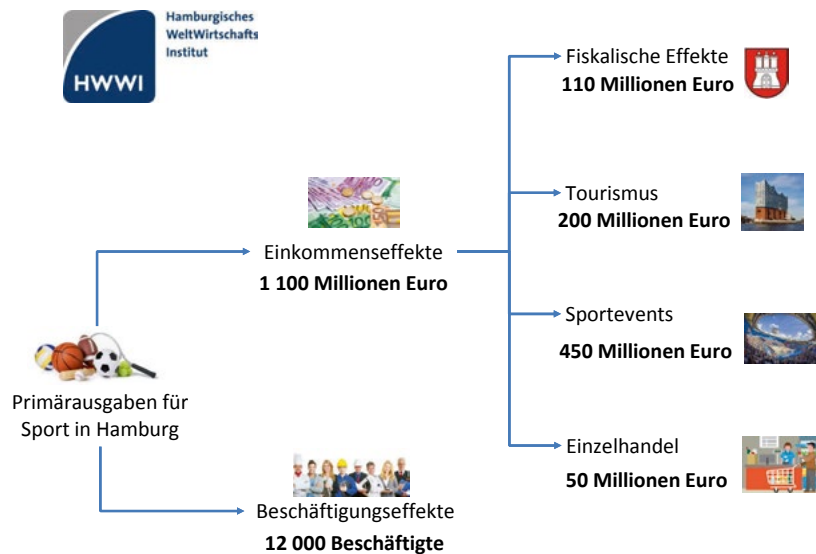 Hamburgisches
WeltWirtschafts
Institut
HWWI
Fiskalische Effekte
110 Millionen Euro
Tourismus
200 Millionen Euro
Einkommenseffekte
1 100 Millionen Euro
Sportevents
450 Millionen Euro
Primärausgaben für
Sport in Hamburg
Einzelhandel
50 Millionen Euro
Beschäftigungseffekte
12 000 Beschäftigte